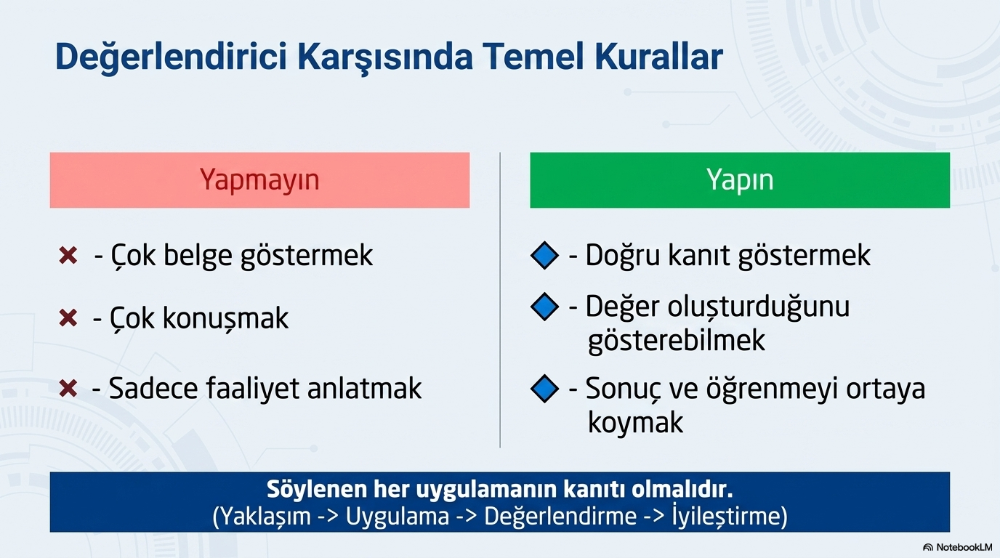 Değerlendirici Karşısında Temel Kurallar
Yapmayın
✖ - Çok belge göstermek
✖ - Çok konuşmak
✖ - Sadece faaliyet anlatmak
Yapın
- Doğru kanıt göstermek
- Değer oluşturduğunu
gösterebilmek
- Sonuç ve öğrenmeyi ortaya
koymak
Söylenen her uygulamanın kanıtı olmalıdır.
(Yaklaşım -> Uygulama -> Değerlendirme -> İyileştirme)
NotebookLM